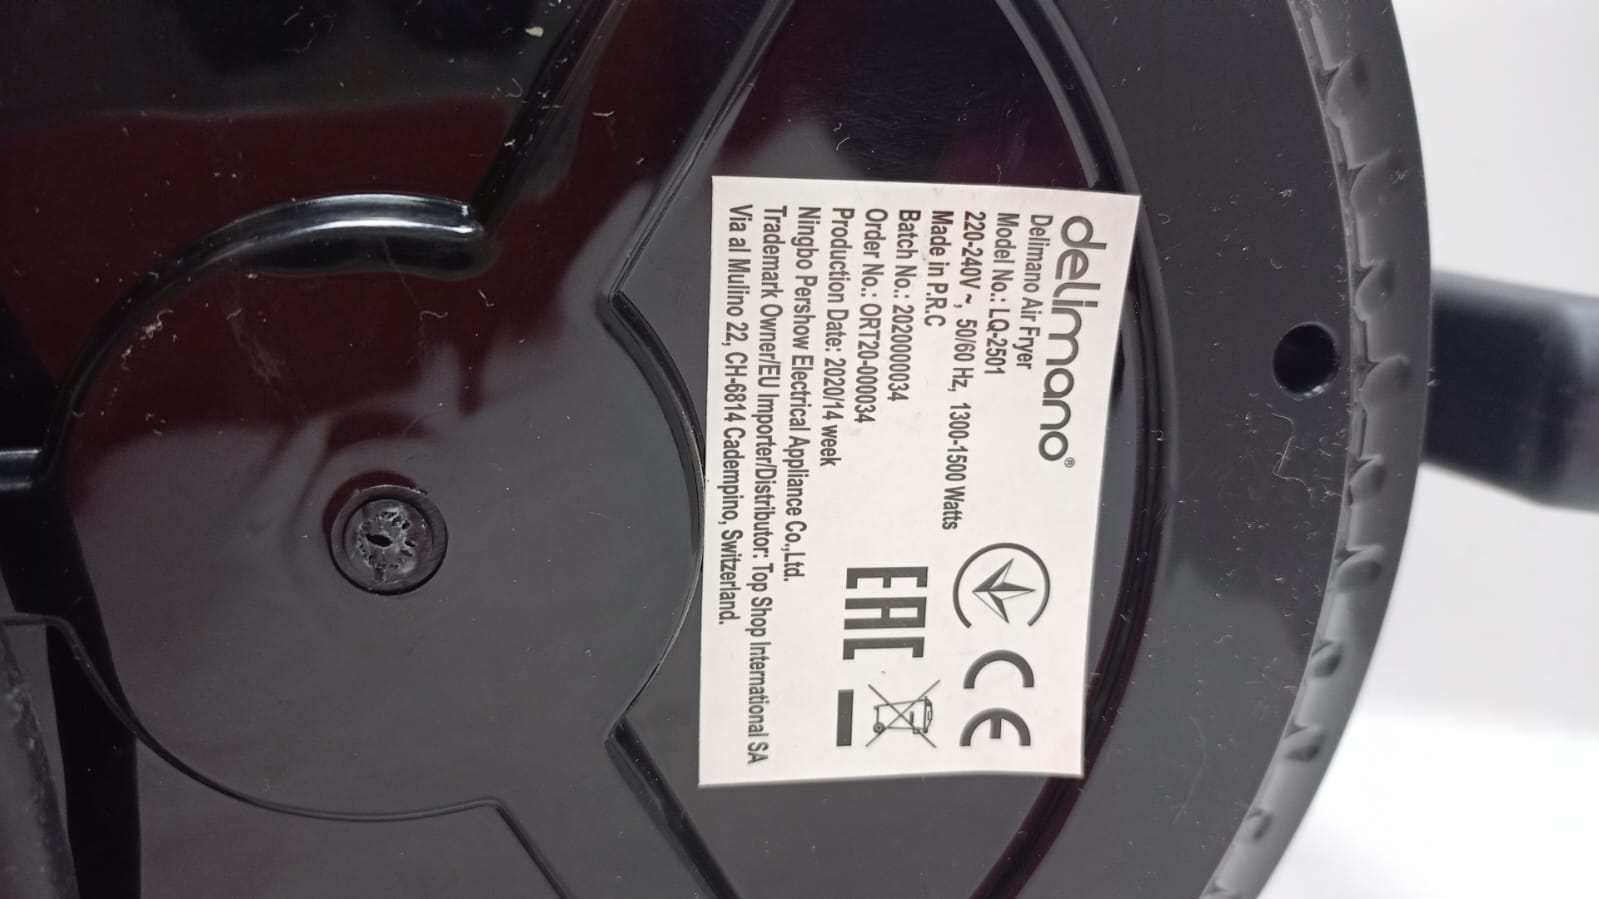 delimano®
Delimano Air Fryer
Model No.: LQ-2501
220-240V ~, 50/60 Hz, 1300-1500 Watts
Made in P.R.C
Batch No.: 2020000034
Order No.: ORT20-000034
Production Date: 2020/14 week
Ningbo Pershow Electrical Appliance Co.,Ltd.
Trademark Owner/EU Importer/Distributor: Top Shop International SA
Via al Mulino 22, CH-6814 Cadempino, Switzerland.
CE
EAC